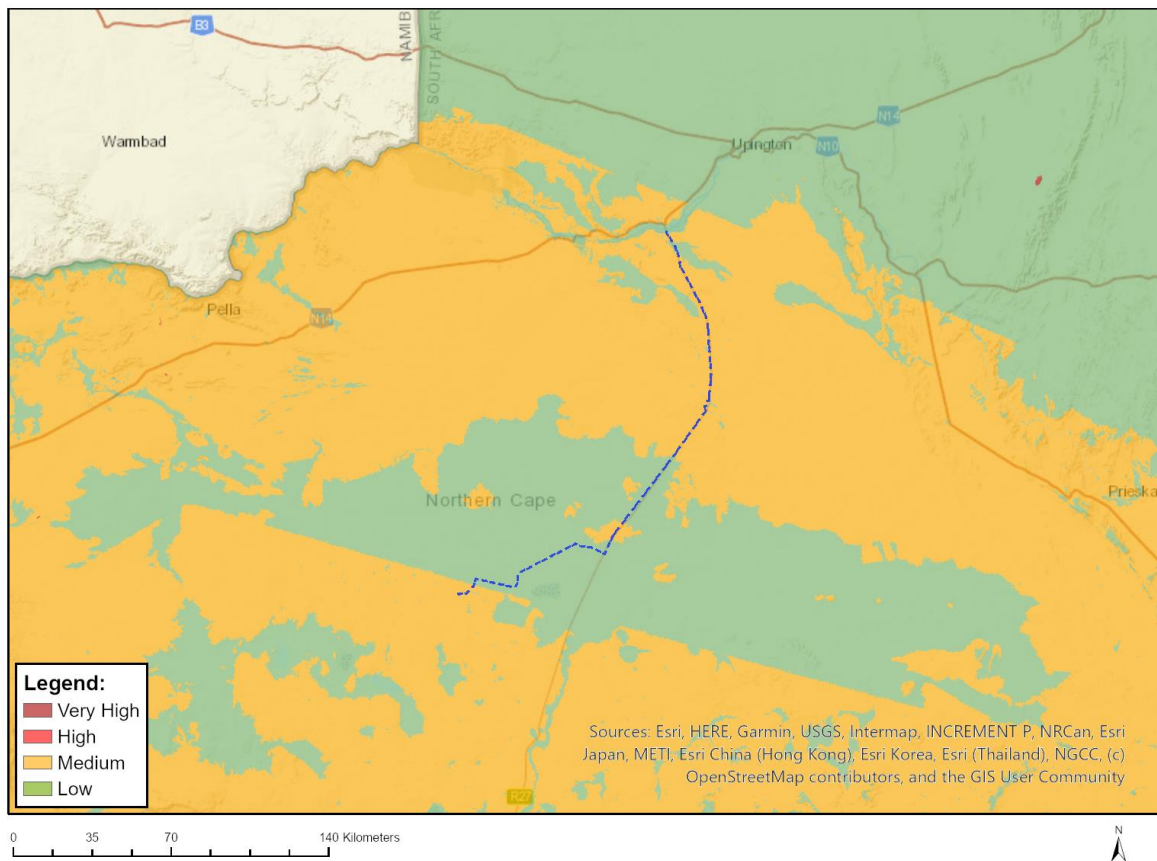 B3
NAMIB
SOUTH AFR
Warmbad
N14
Upington
N10
Pella
N14
Northern Cape
Prieska
Legend:
Very High
High
Medium
Low
Sources: Esri, HERE, Garmin, USGS, Intermap, INCREMENT P, NRCan, Esri
Japan, METI, Esri China (Hong Kong), Esri Korea, Esri (Thailand), NGCC, (c)
OpenStreetMap contributors, and the GIS User Community
R27
0 35 70 140 Kilometers
N